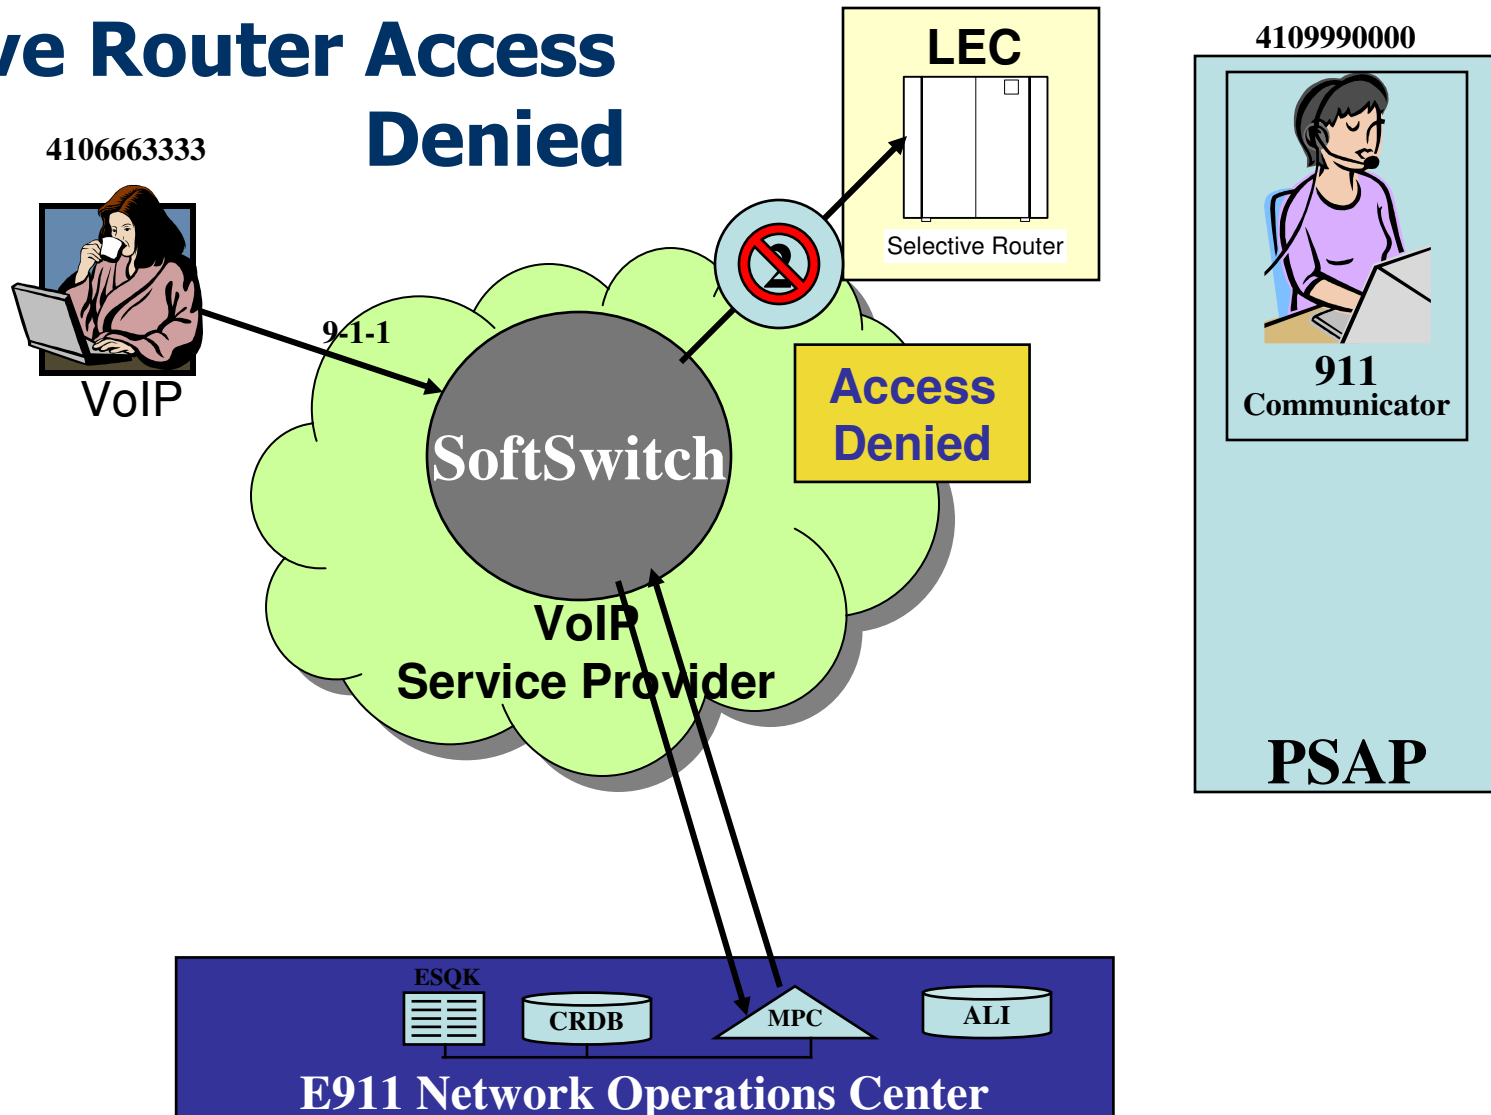 ve Router Access
Denied
4106663333
VoIP
9-1-1
LEC
Selective Router
2
Access
Denied
SoftSwitch
VoIP
Service Provider
4109990000
911
Communicator
PSAP
ESQK
CRDB
MPC
ALI
E911 Network Operations Center